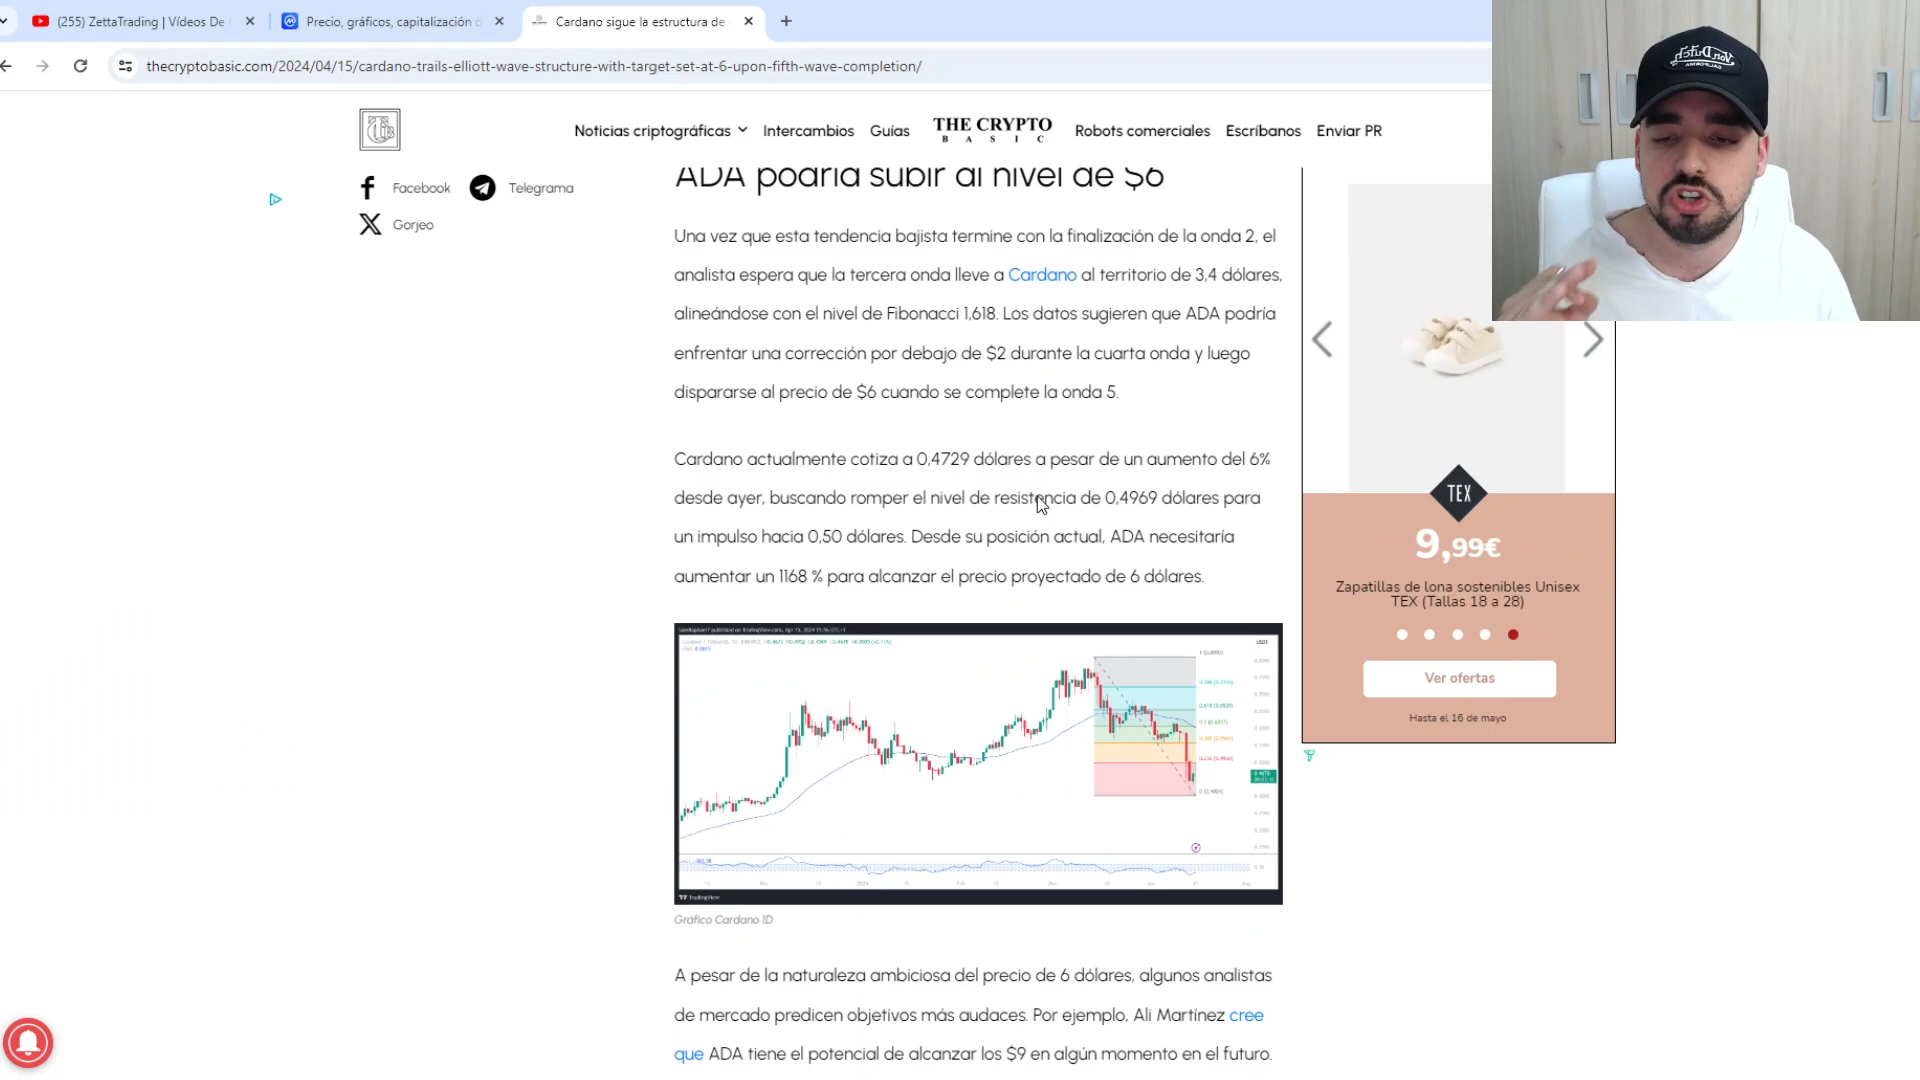 (255) ZettaTrading | Vídeos De
Precio, gráficos, capitalización
Cardano sigue la estructura de
thecryptobasic.com/2024/04/15/cardano-trails-elliott-wave-structure-with-target-set-at-6-upon-fifth-wave-completion/
Noticias criptográficas
Intercambios
Guías
THE CRYPTO
BASIC
Robots comerciales
Escríbanos
Enviar PR
Von Dutch
Facebook
Telegrama
Gorjeo
ADA podría subir al nivel de $6
Una vez que esta tendencia bajista termine con la finalización de la onda 2, el
analista espera que la tercera onda lleve a Cardano al territorio de 3,4 dólares,
alineándose con el nivel de Fibonacci 1,618. Los datos sugieren que ADA podría
enfrentar una corrección por debajo de $2 durante la cuarta onda y luego
dispararse al precio de $6 cuando se complete la onda 5.
Cardano actualmente cotiza a 0,4729 dólares a pesar de un aumento del 6%
desde ayer, buscando romper el nivel de resistencia de 0,4969 dólares para
un impulso hacia 0,50 dólares. Desde su posición actual, ADA necesitaría
aumentar un 1168 % para alcanzar el precio proyectado de 6 dólares.
TradingView
Gráfico Cardano 1D
A pesar de la naturaleza ambiciosa del precio de 6 dólares, algunos analistas
de mercado predicen objetivos más audaces. Por ejemplo, Ali Martínez cree
que ADA tiene el potencial de alcanzar los $9 en algún momento en el futuro.
TEX
9,99€
Zapatillas de lona sostenibles Unisex
TEX (Tallas 18 a 28)
Ver ofertas
Hasta el 16 de mayo